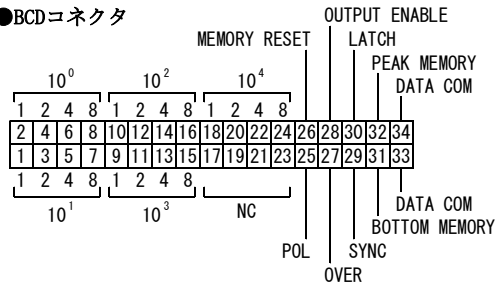 ●BCDコネクタ
OUTPUT ENABLE
MEMORY RESET LATCH
PEAK MEMORY
10⁰ 10² 10⁴ DATA COM
1 2 4 8 1 2 4 8 1 2 4 8
2 4 6 8 10 12 14 16 18 20 22 24 26 28 30 32 34
1 3 5 7 9 11 13 15 17 19 21 23 25 27 29 31 33
1 2 4 8 1 2 4 8
10¹ 10³ NC DATA COM
BOTTOM MEMORY
POL SYNC
OVER